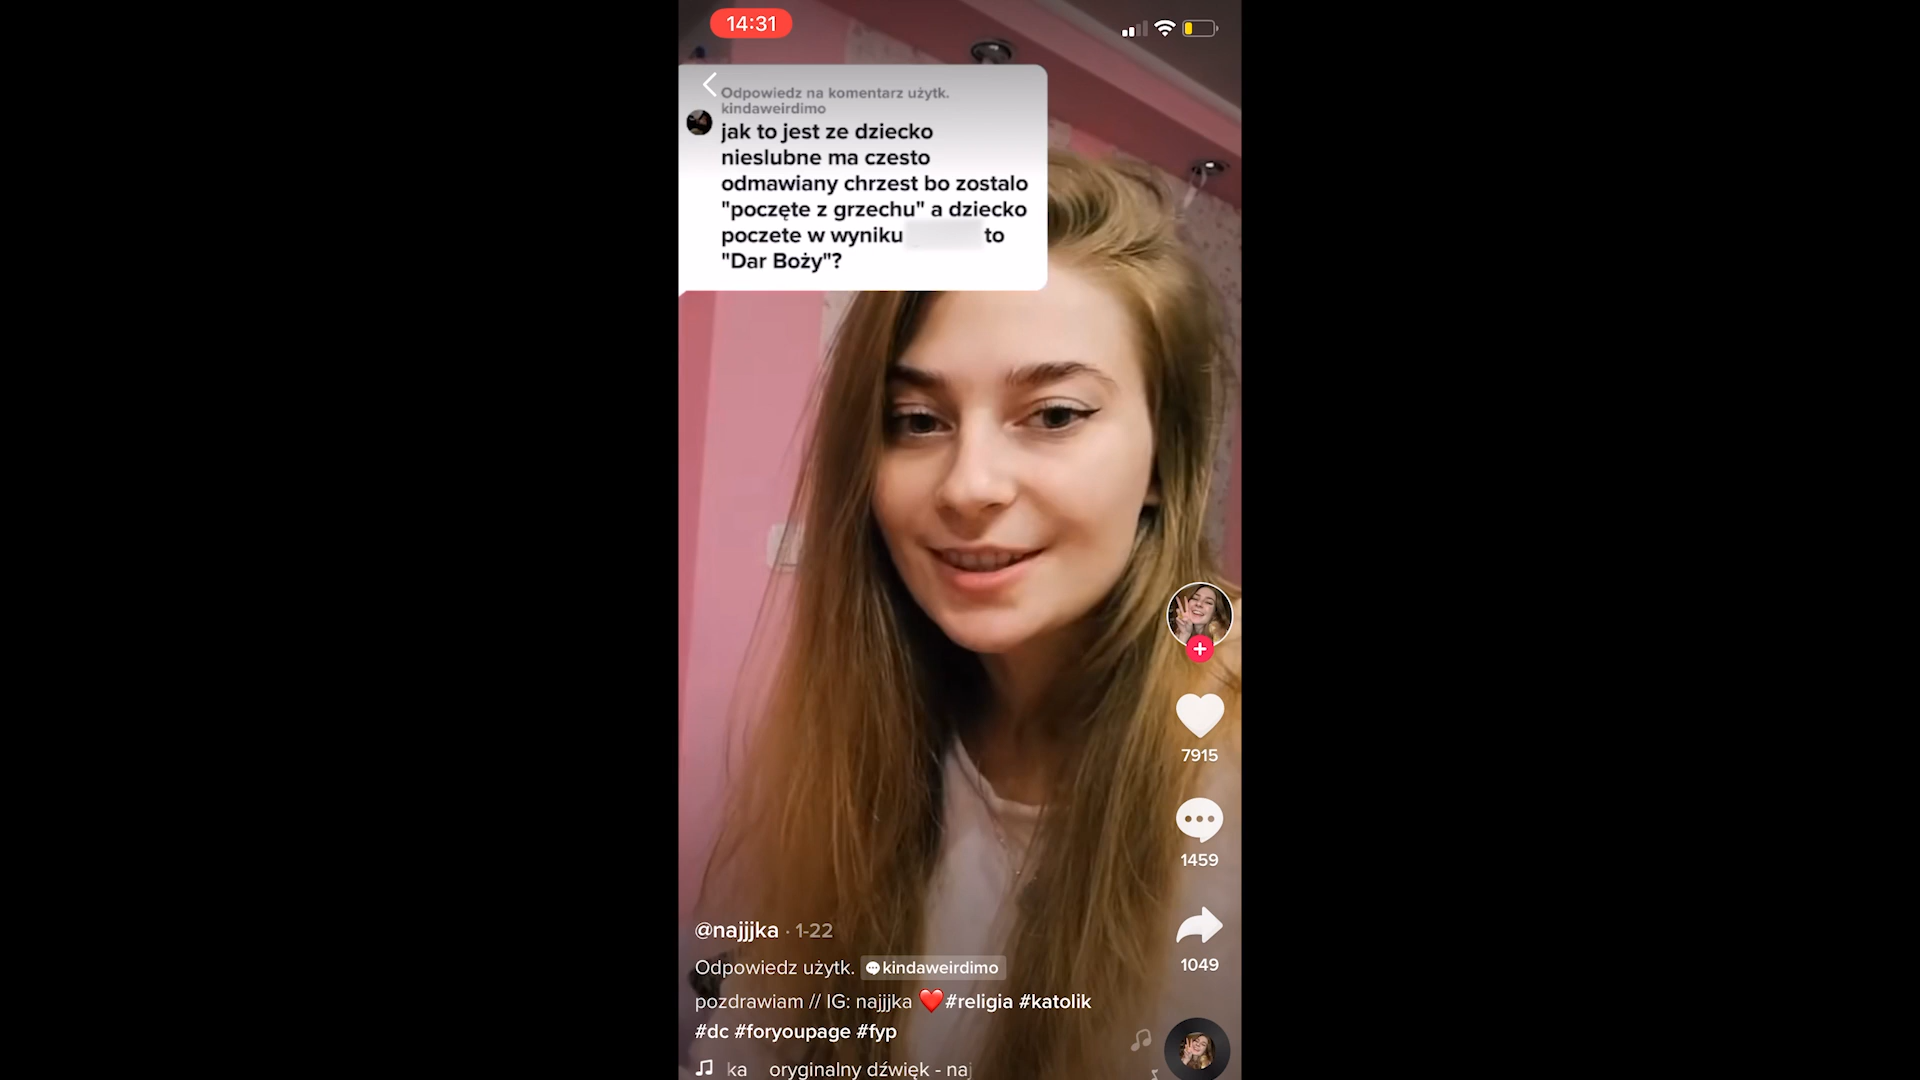 14:31
Odpowiedz na komentarz użytk.
kindaweirdimo
jak to jest ze dziecko
nieslubne ma czesto
odmawiany chrzest bo zostalo
"poczęte z grzechu" a dziecko
poczete w wyniku to
"Dar Boży"?
7915
1459
1049
@najjjka · 1-22
Odpowiedz użytk. kindaweirdimo
pozdrawiam // IG: najjjka ❤️#religia #katolik
#dc #foryoupage #fyp
ka oryginalny dźwięk - naj